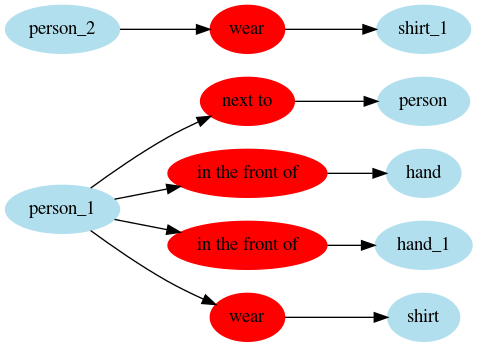 person_2 wear shirt_1
next to person
in the front of hand
person_1
in the front of hand_1
wear shirt